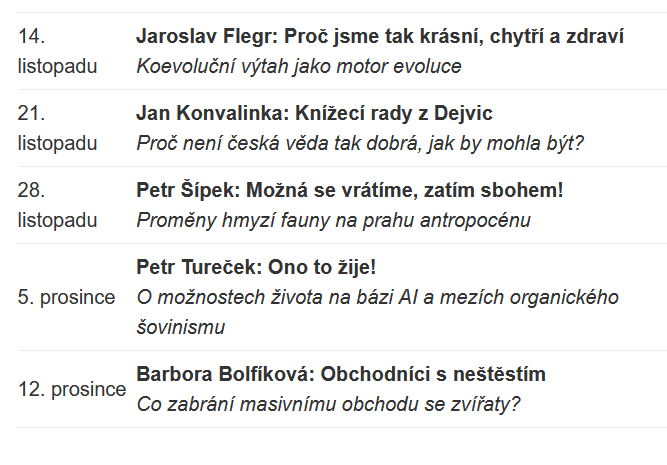 14.
listopadu
Jaroslav Flegr: Proč jsme tak krásní, chytří a zdraví
Koevoluční výtah jako motor evoluce
21.
listopadu
Jan Konvalinka: Knížecí rady z Dejvic
Proč není česká věda tak dobrá, jak by mohla být?
28.
listopadu
Petr Šípek: Možná se vrátíme, zatím sbohem!
Proměny hmyzí fauny na prahu antropocénu
5. prosince
Petr Tureček: Ono to žije!
O možnostech života na bázi AI a mezích organického
šovinismu
12. prosince
Barbora Bolfíková: Obchodníci s neštěstím
Co zabrání masivnímu obchodu se zvířaty?